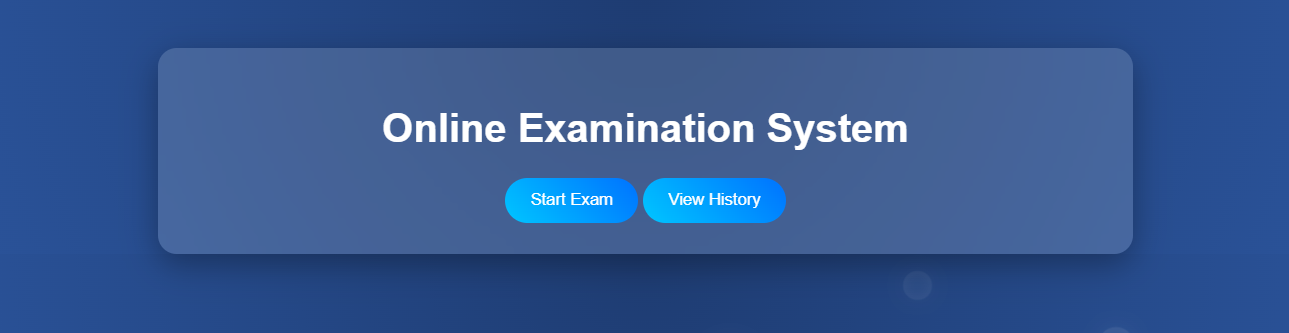 Online Examination System
Start Exam View History